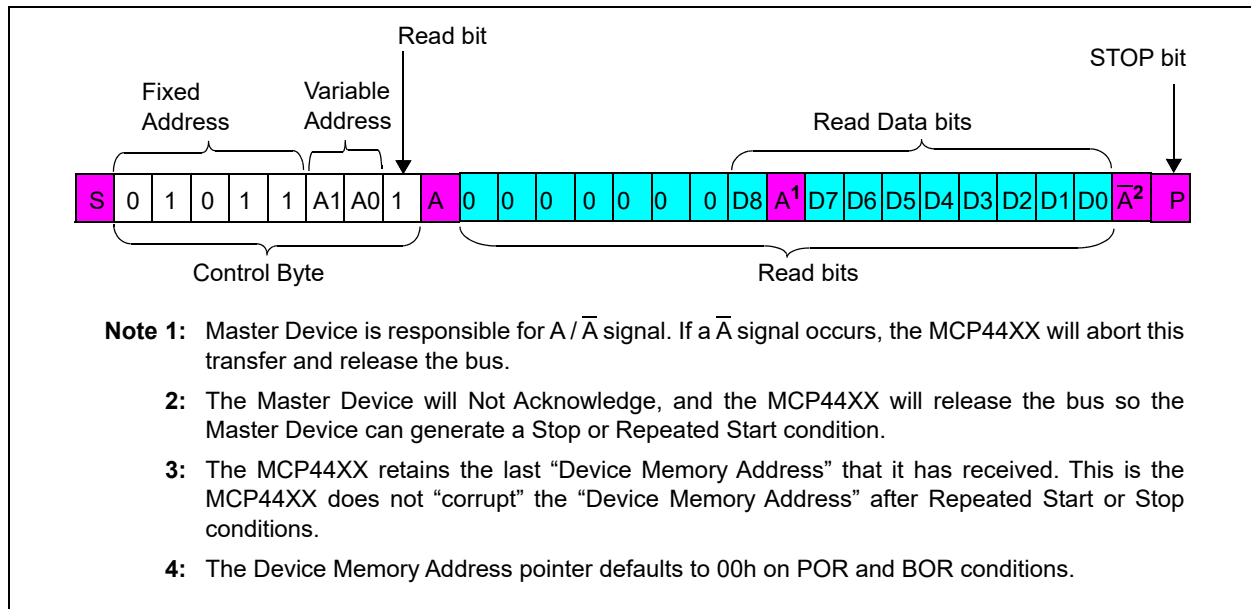 Read bit
STOP bit
Fixed
Address
Variable
Address
Read Data bits
S 0 1 0 1 1 A1 A0 1 A 0 0 0 0 0 0 0 D8 A¹ D7 D6 D5 D4 D3 D2 D1 D0 A̅² P
Control Byte
Read bits
Note 1: Master Device is responsible for A / A̅ signal. If a A̅ signal occurs, the MCP44XX will abort this
transfer and release the bus.
2: The Master Device will Not Acknowledge, and the MCP44XX will release the bus so the
Master Device can generate a Stop or Repeated Start condition.
3: The MCP44XX retains the last “Device Memory Address” that it has received. This is the
MCP44XX does not “corrupt” the “Device Memory Address” after Repeated Start or Stop
conditions.
4: The Device Memory Address pointer defaults to 00h on POR and BOR conditions.